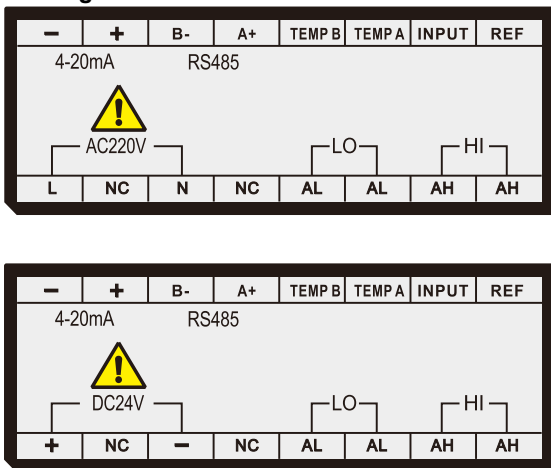 − + B- A+ TEMP B TEMP A INPUT REF
4-20mA RS485
AC220V LO HI
L NC N NC AL AL AH AH
− + B- A+ TEMP B TEMP A INPUT REF
4-20mA RS485
DC24V LO HI
+ NC − NC AL AL AH AH